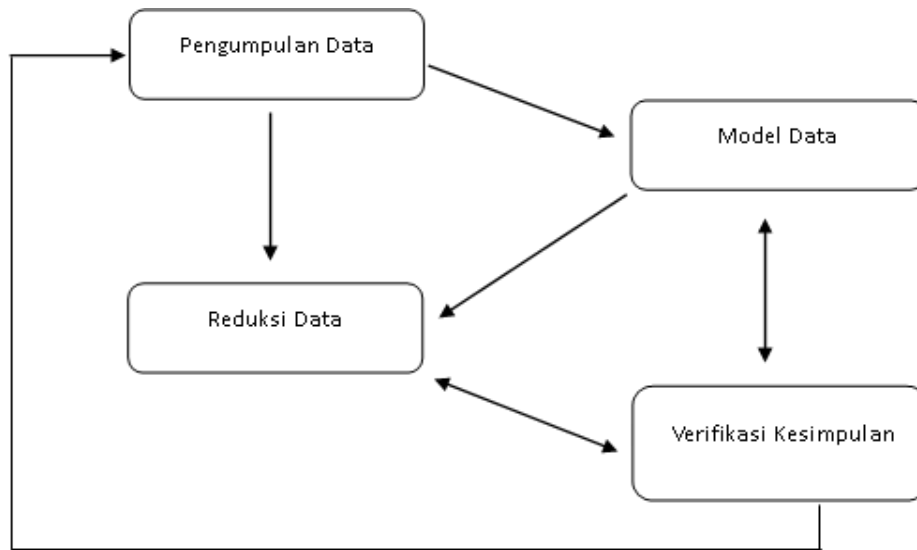 Pengumpulan Data
Model Data
Reduksi Data
Verifikasi Kesimpulan